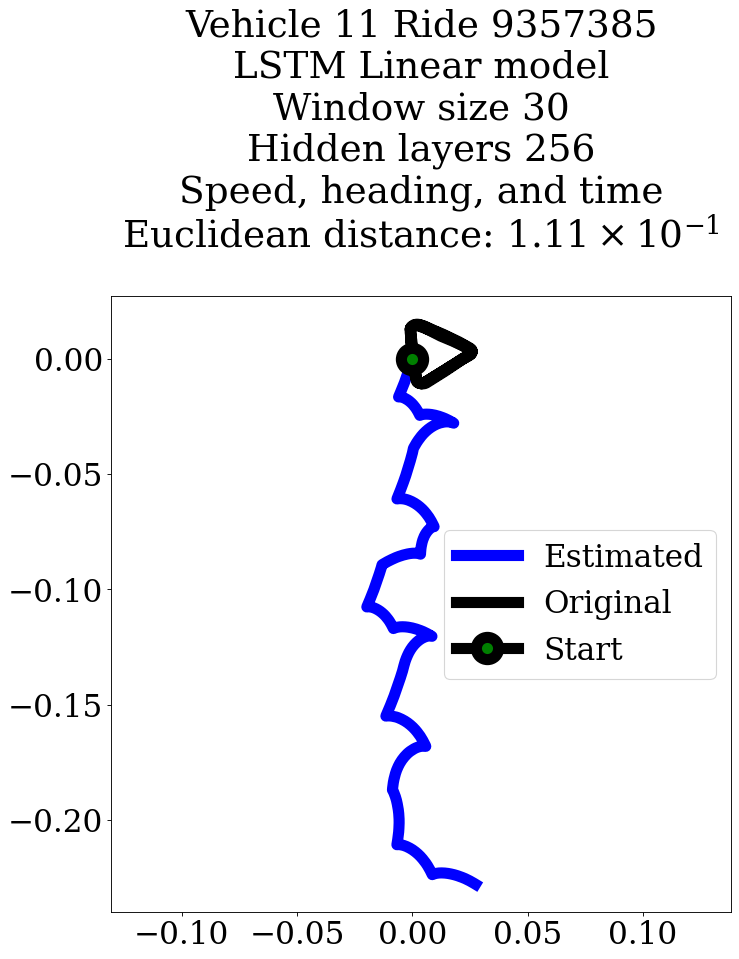 Vehicle 11 Ride 9357385
LSTM Linear model
Window size 30
Hidden layers 256
Speed, heading, and time
Euclidean distance: 1.11 × 10⁻¹
0.00
−0.05
−0.10
−0.15
−0.20
Estimated
Original
Start
−0.10 −0.05 0.00 0.05 0.10